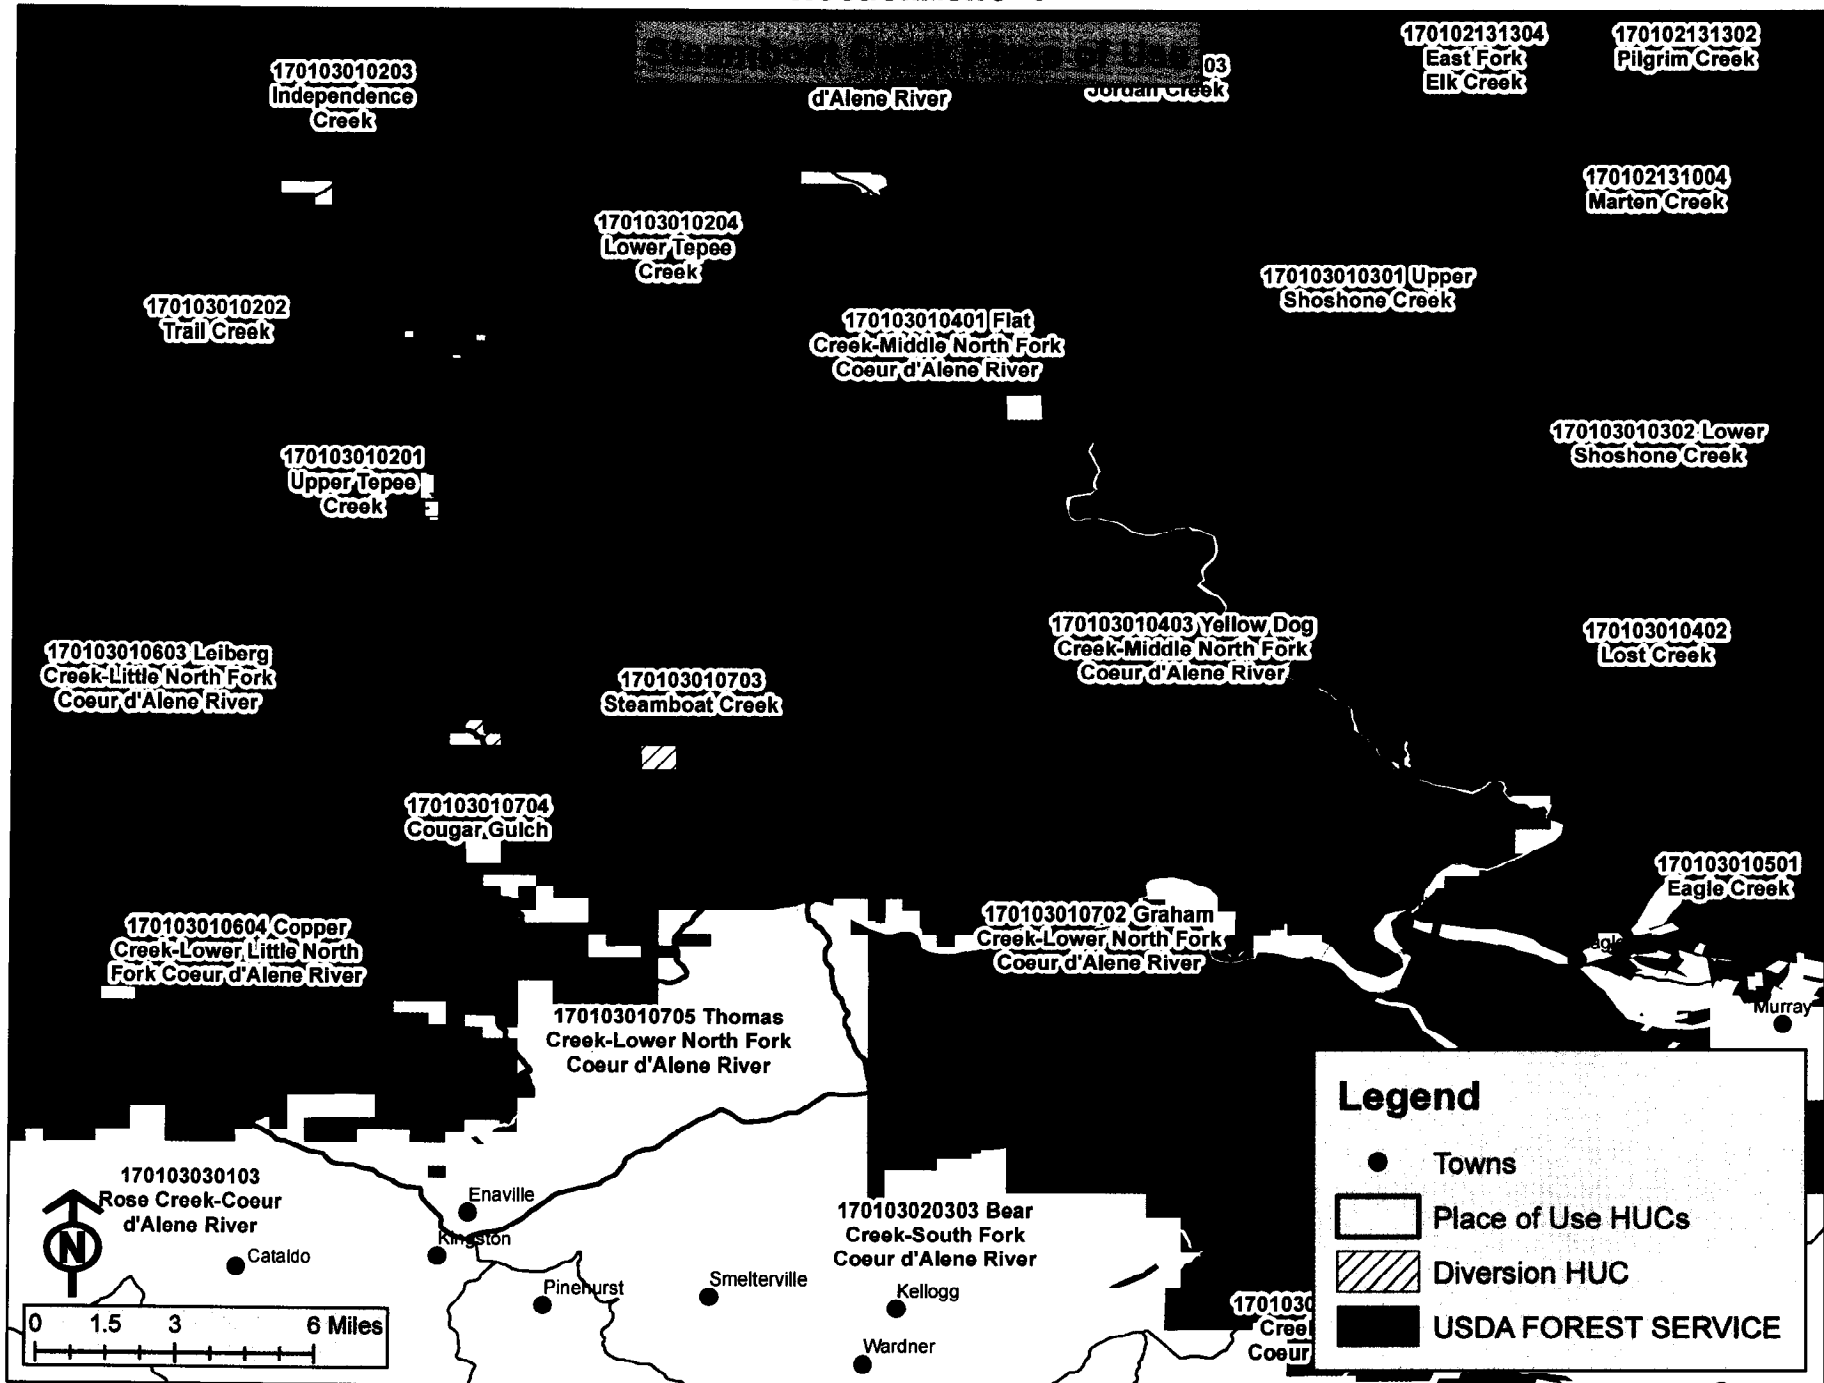 Steamboat Creek Place of Use
170102131304
East Fork
Elk Creek
170102131302
Pilgrim Creek
170103010203
Independence
Creek
d'Alene River
03
Jordan Creek
170102131004
Marten Creek
170103010204
Lower Tepee
Creek
170103010301 Upper
Shoshone Creek
170103010202
Trail Creek
170103010401 Flat
Creek-Middle North Fork
Coeur d'Alene River
170103010302 Lower
Shoshone Creek
170103010201
Upper Tepee
Creek
170103010403 Yellow Dog
Creek-Middle North Fork
Coeur d'Alene River
170103010402
Lost Creek
170103010603 Leiberg
Creek-Little North Fork
Coeur d'Alene River
170103010703
Steamboat Creek
170103010704
Cougar Gulch
170103010501
Eagle Creek
170103010604 Copper
Creek-Lower Little North
Fork Coeur d'Alene River
170103010702 Graham
Creek-Lower North Fork
Coeur d'Alene River
Murray
170103010705 Thomas
Creek-Lower North Fork
Coeur d'Alene River
170103030103
Rose Creek-Coeur
d'Alene River
Enaville
Kingston
Cataldo
170103020303 Bear
Creek-South Fork
Coeur d'Alene River
Pinehurst
Smelterville
Kellogg
Wardner
1701030
Creek
Coeur
N
0 1.5 3 6 Miles
Legend
Towns
Place of Use HUCs
Diversion HUC
USDA FOREST SERVICE